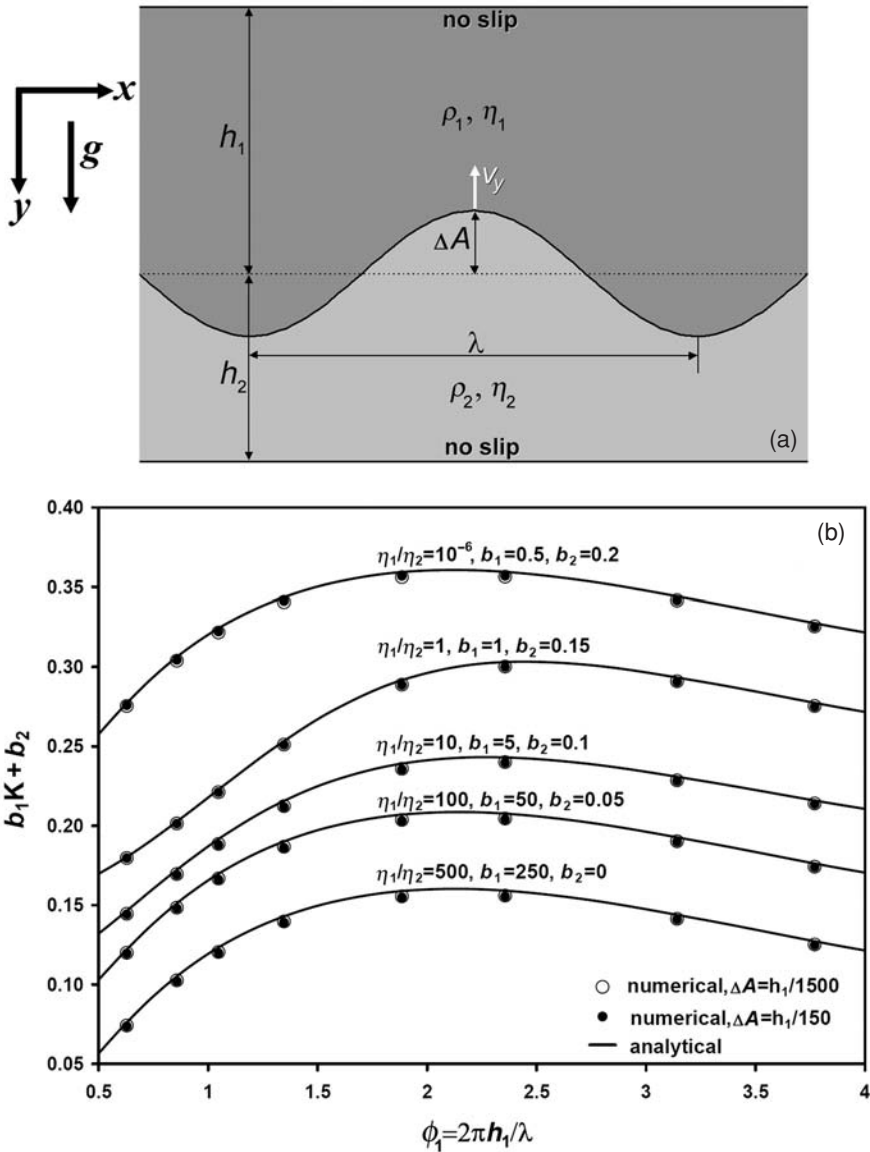 no slip
x
g
y
h₁
ρ₁, η₁
v_y
ΔA
λ
h₂
ρ₂, η₂
no slip
(a)
(b)
0.40
0.35
0.30
0.25
0.20
0.15
0.10
0.05
b₁K + b₂
η₁/η₂=10⁻⁶, b₁=0.5, b₂=0.2
η₁/η₂=1, b₁=1, b₂=0.15
η₁/η₂=10, b₁=5, b₂=0.1
η₁/η₂=100, b₁=50, b₂=0.05
η₁/η₂=500, b₁=250, b₂=0
numerical,ΔA=h₁/1500
numerical,ΔA=h₁/150
analytical
0.5 1 1.5 2 2.5 3 3.5 4
ϕ₁=2πh₁/λ